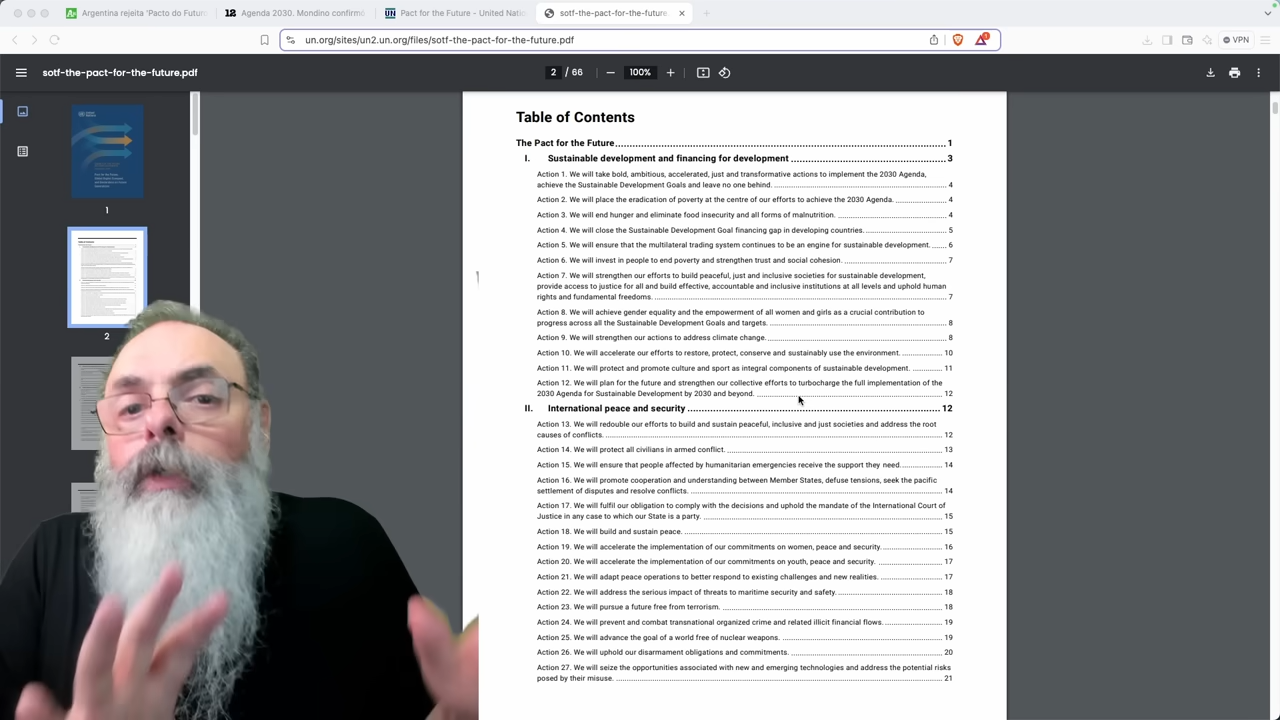 Argentina rejeita "Pacto do Futur
12 Agenda 2030. Mondino confirmó
UN Pact for the Future - United Nati
sotf-the-pact-for-the-future.
un.org/sites/un2.un.org/files/sotf-the-pact-for-the-future.pdf
VPN
sotf-the-pact-for-the-future.pdf
2 / 66
100%
1
2
Table of Contents
The Pact for the Future 1
I. Sustainable development and financing for development 3
Action 1. We will take bold, ambitious, accelerated, just and transformative actions to implement the 2030 Agenda,
achieve the Sustainable Development Goals and leave no one behind. 4
Action 2. We will place the eradication of poverty at the centre of our efforts to achieve the 2030 Agenda. 4
Action 3. We will end hunger and eliminate food insecurity and all forms of malnutrition. 4
Action 4. We will close the Sustainable Development Goal financing gap in developing countries. 5
Action 5. We will ensure that the multilateral trading system continues to be an engine for sustainable development. 6
Action 6. We will invest in people to end poverty and strengthen trust and social cohesion. 7
Action 7. We will strengthen our efforts to build peaceful, just and inclusive societies for sustainable development,
provide access to justice for all and build effective, accountable and inclusive institutions at all levels and uphold human
rights and fundamental freedoms. 7
Action 8. We will achieve gender equality and the empowerment of all women and girls as a crucial contribution to
progress across all the Sustainable Development Goals and targets. 8
Action 9. We will strengthen our actions to address climate change. 8
Action 10. We will accelerate our efforts to restore, protect, conserve and sustainably use the environment. 10
Action 11. We will protect and promote culture and sport as integral components of sustainable development. 11
Action 12. We will plan for the future and strengthen our collective efforts to turbocharge the full implementation of the
2030 Agenda for Sustainable Development by 2030 and beyond. 12
II. International peace and security 12
Action 13. We will redouble our efforts to build and sustain peaceful, inclusive and just societies and address the root
causes of conflicts. 12
Action 14. We will protect all civilians in armed conflict. 13
Action 15. We will ensure that people affected by humanitarian emergencies receive the support they need. 14
Action 16. We will promote cooperation and understanding between Member States, defuse tensions, seek the pacific
settlement of disputes and resolve conflicts. 14
Action 17. We will fulfil our obligation to comply with the decisions and uphold the mandate of the International Court of
Justice in any case to which our State is a party. 15
Action 18. We will build and sustain peace. 15
Action 19. We will accelerate the implementation of our commitments on women, peace and security. 16
Action 20. We will accelerate the implementation of our commitments on youth, peace and security. 17
Action 21. We will adapt peace operations to better respond to existing challenges and new realities. 17
Action 22. We will address the serious impact of threats to maritime security and safety. 18
Action 23. We will pursue a future free from terrorism. 18
Action 24. We will prevent and combat transnational organized crime and related illicit financial flows. 19
Action 25. We will advance the goal of a world free of nuclear weapons. 19
Action 26. We will uphold our disarmament obligations and commitments. 20
Action 27. We will seize the opportunities associated with new and emerging technologies and address the potential risks
posed by their misuse. 21